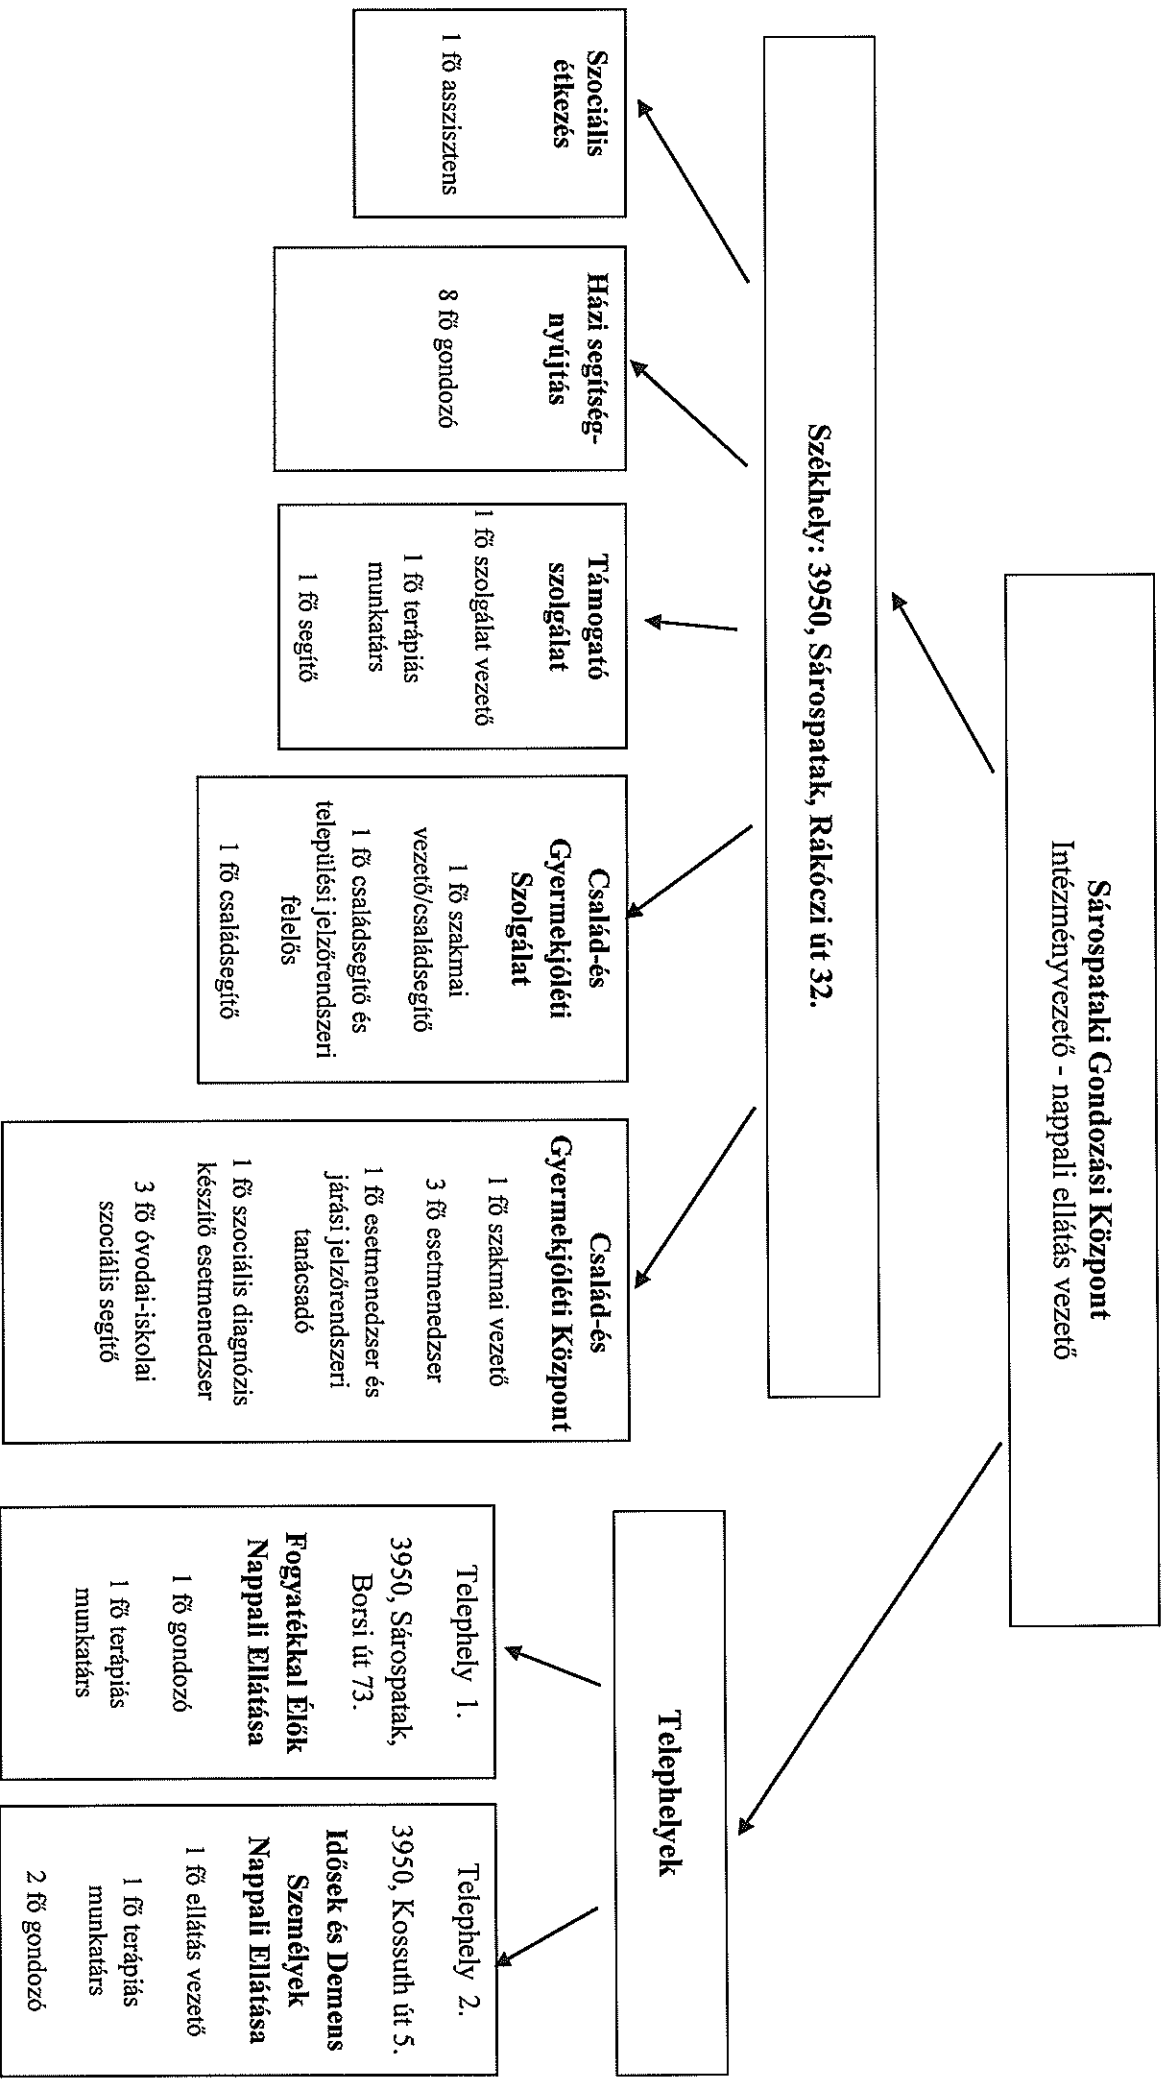 Sárospataki Gondozási Központ
Intézményvezető - nappali ellátás vezető
Székhely: 3950, Sárospatak, Rákóczi út 32.
Szociális
étkezés
1 fő asszisztens
Házi segítség-
nyújtás
8 fő gondozó
Támogató
szolgálat
1 fő szolgálat vezető
1 fő terápiás
munkatárs
1 fő segítő
Család-és
Gyermekjóléti
Szolgálat
1 fő szakmai
vezető/családsegítő
1 fő családsegítő és
települési jelzőrendszeri
felelős
1 fő családsegítő
Család-és
Gyermekjóléti Központ
1 fő szakmai vezető
3 fő esetmenedzser
1 fő esetmenedzser és
járási jelzőrendszeri
tanácsadó
1 fő szociális diagnózis
készítő esetmenedzser
3 fő óvodai-iskolai
szociális segítő
Telephelyek
Telephely 1.
3950, Sárospatak,
Borsi út 73.
Fogyatékkal Élők
Nappali Ellátása
1 fő gondozó
1 fő terápiás
munkatárs
Telephely 2.
3950, Kossuth út 5.
Idősek és Demens
Személyek
Nappali Ellátása
1 fő ellátás vezető
1 fő terápiás
munkatárs
2 fő gondozó